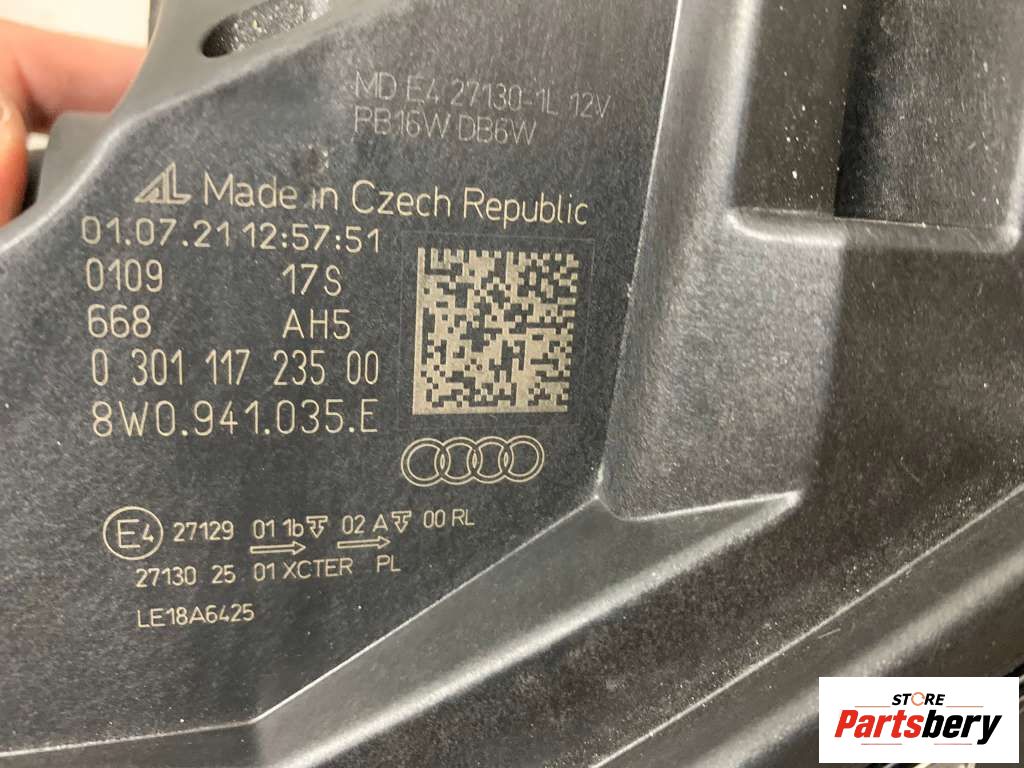 MD E4 27130-1L 12V
PB16W DB6W
AL Made in Czech Republic
01.07.21 12:57:51
0109 17S
668 AH5
0 301 117 235 00
8W0.941.035.E
E4 27129 01 1b 02 A 00 RL
27130 25 01 XCTER PL
LE18A6425
STORE
Partsbery